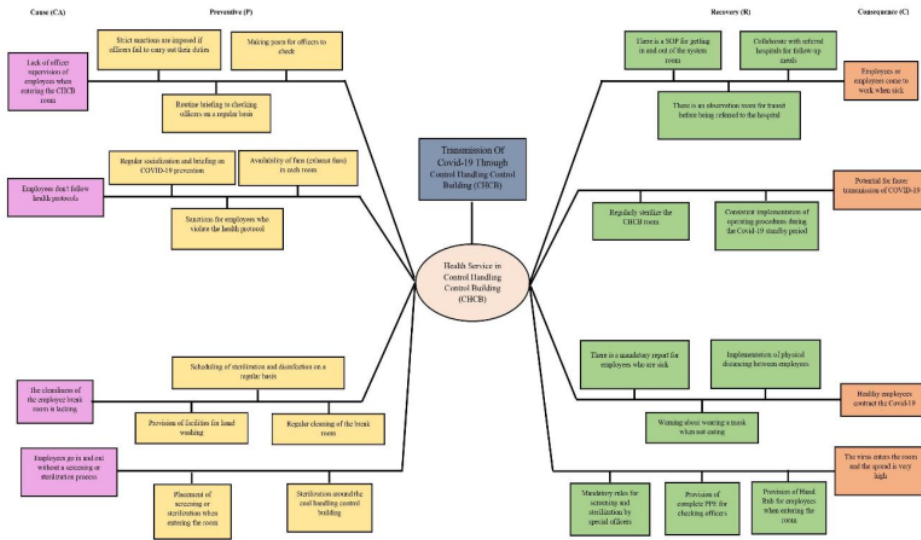 Cause (CA)
Preventive (P)
Recovery (R)
Consequence (C)
Lack of officer
supervision of
employees when
entering the CHCB
room
Strict sanctions are imposed if
officers fail to carry out their duties
Making posts for officers to
check
Routine briefing to checking
officers on a regular basis
Employees don't follow
health protocols
Regular socialization and briefing on
COVID-19 prevention
Availability of fans (exhaust fans)
in each room
Sanctions for employees who
violate the health protocol
The cleanliness of
the employee break
room is lacking
Scheduling of sterilization and disinfection on a
regular basis
Provision of facilities for hand
washing
Regular cleaning of the break
room
Employees go in and out
without a screening or
sterilization process
Placement of
screening or
sterilization when
entering the room
Sterilization around the
coal handling control
building
Transmission Of
Covid-19 Through
Control Handling Control
Building (CHCB)
Health Service in
Control Handling
Control Building
(CHCB)
There is a SOP for getting
in and out of the system
room
Collaborate with referred
hospitals for follow-up
meals
There is an observation room for transit
before being referred to the hospital
Employees or
employees come to
work when sick
Regularly sterilize the
CHCB room
Consistent implementation of
operating procedures during
the Covid-19 standby period
Potential for faster
transmission of COVID-19
There is a mandatory report for
employees who are sick
Implementation of physical
distancing between employees
Warning about wearing a mask
when not eating
Healthy employees
contract the Covid-19
Mandatory rules for
screening and
sterilization by
special officers
Provision of
complete PPE for
checking officers
Provision of Hand
Rub for employees
when entering the
room
The virus enters the room
and the spread is very
high